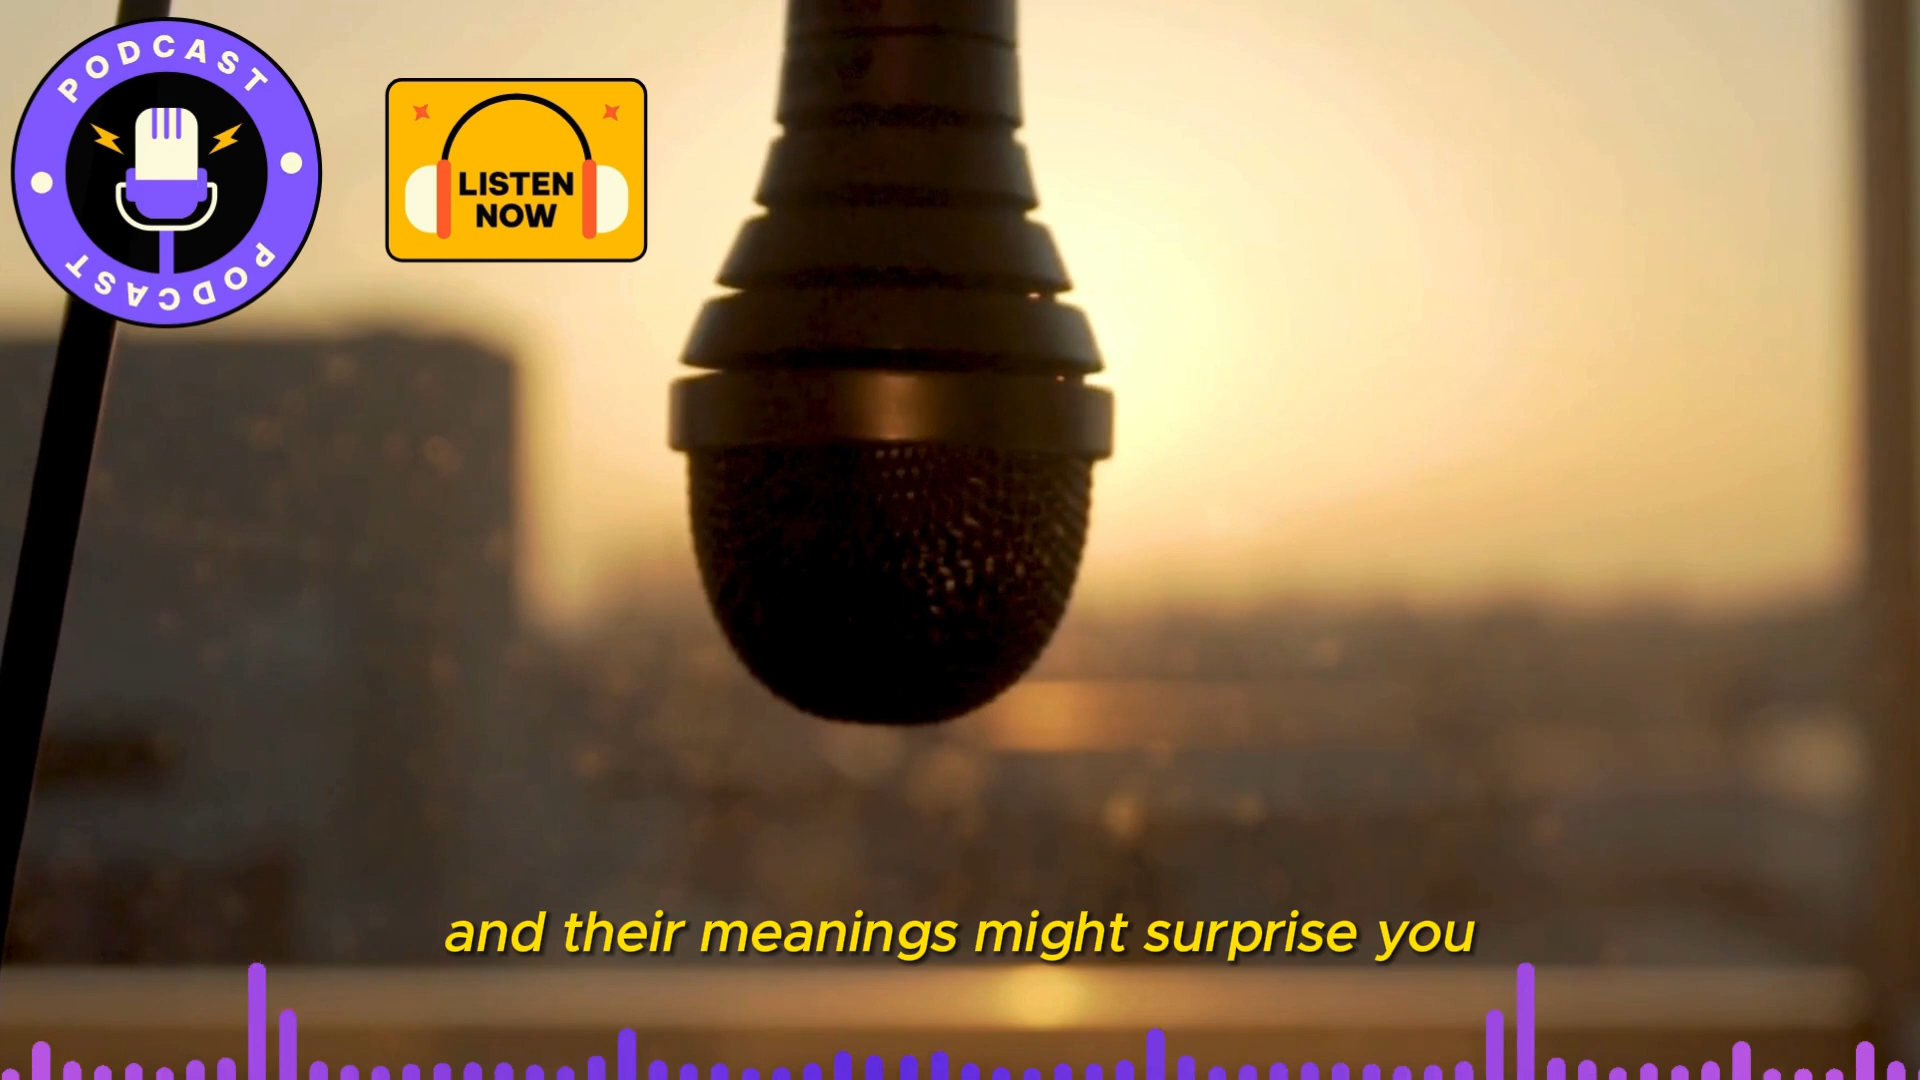 PODCAST
PODCAST
LISTEN
NOW
and their meanings might surprise you